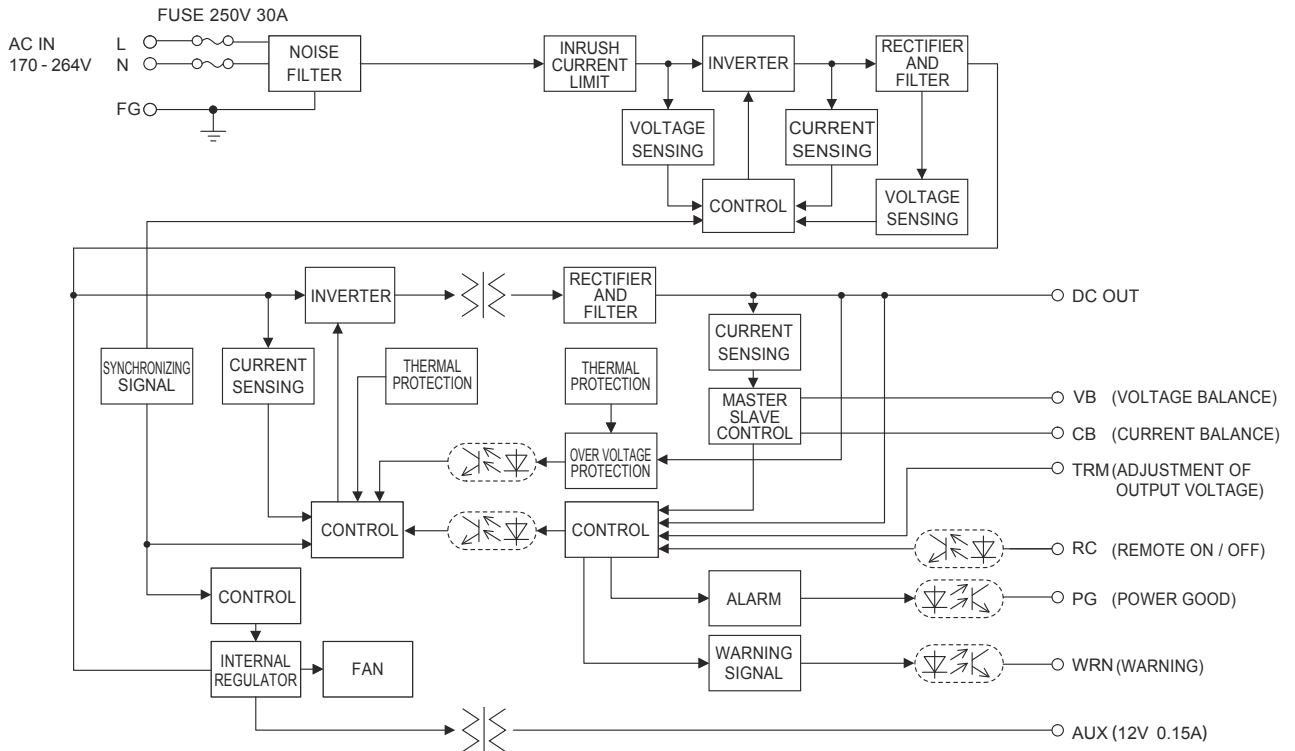 FUSE 250V 30A
AC IN
170 - 264V
L
N
FG
NOISE
FILTER
INRUSH
CURRENT
LIMIT
INVERTER
RECTIFIER
AND
FILTER
VOLTAGE
SENSING
CURRENT
SENSING
CONTROL
VOLTAGE
SENSING
INVERTER
RECTIFIER
AND
FILTER
DC OUT
SYNCHRONIZING
SIGNAL
CURRENT
SENSING
THERMAL
PROTECTION
THERMAL
PROTECTION
CURRENT
SENSING
MASTER
SLAVE
CONTROL
VB (VOLTAGE BALANCE)
CB (CURRENT BALANCE)
OVER VOLTAGE
PROTECTION
TRM (ADJUSTMENT OF
OUTPUT VOLTAGE)
CONTROL
CONTROL
RC (REMOTE ON / OFF)
CONTROL
ALARM
PG (POWER GOOD)
INTERNAL
REGULATOR
FAN
WARNING
SIGNAL
WRN (WARNING)
AUX (12V 0.15A)